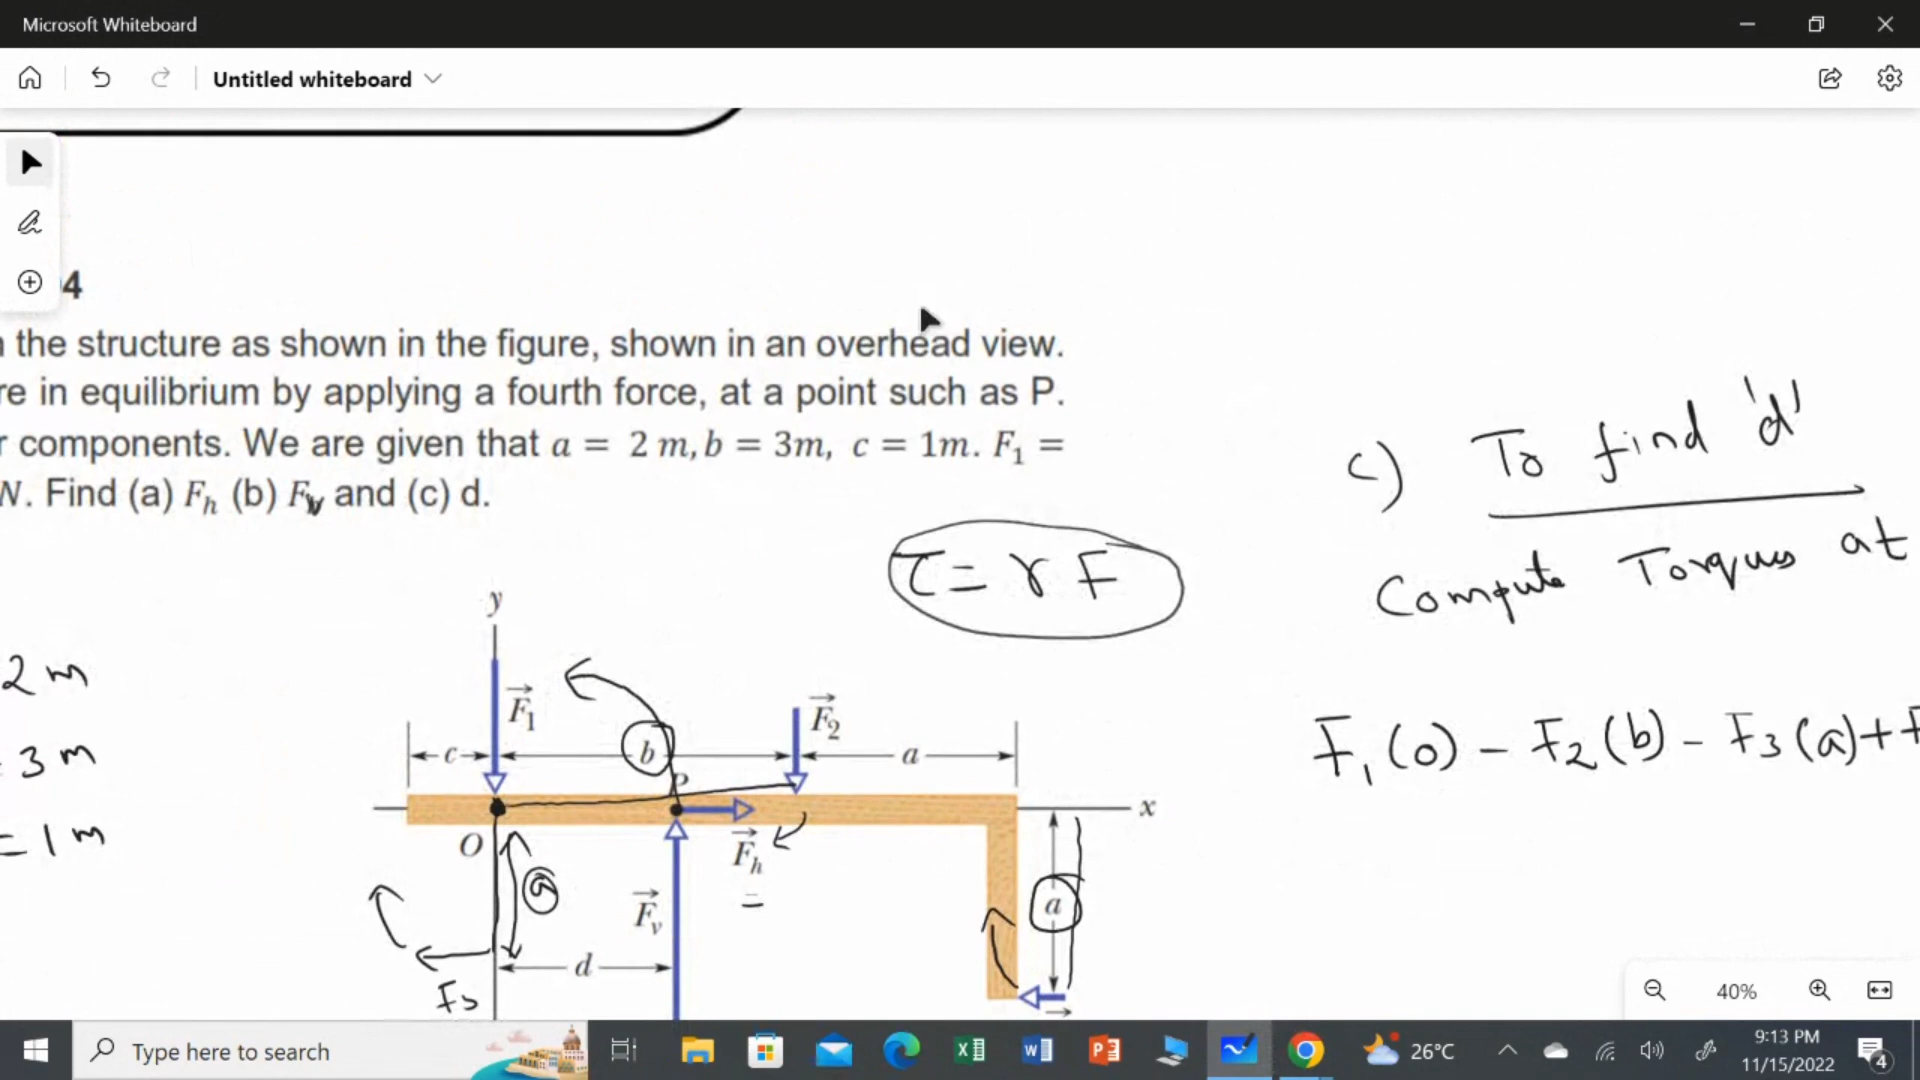 Microsoft Whiteboard
Untitled whiteboard
4
the structure as shown in the figure, shown in an overhead view.
re in equilibrium by applying a fourth force, at a point such as P.
r components. We are given that a = 2 m, b = 3m, c = 1m. F₁ =
N. Find (a) Fₕ (b) Fᵥ and (c) d.
c) To find 'd'
Compute Torques at
τ = r F
F₁(0) - F₂(b) - F₃(a) + F
2 m
3 m
= 1 m
y
F₁
F₂
c
b
a
P
x
O
Fₕ
=
a
Fᵥ
a
d
F₃
40%
Type here to search
26°C
9:13 PM
11/15/2022
4